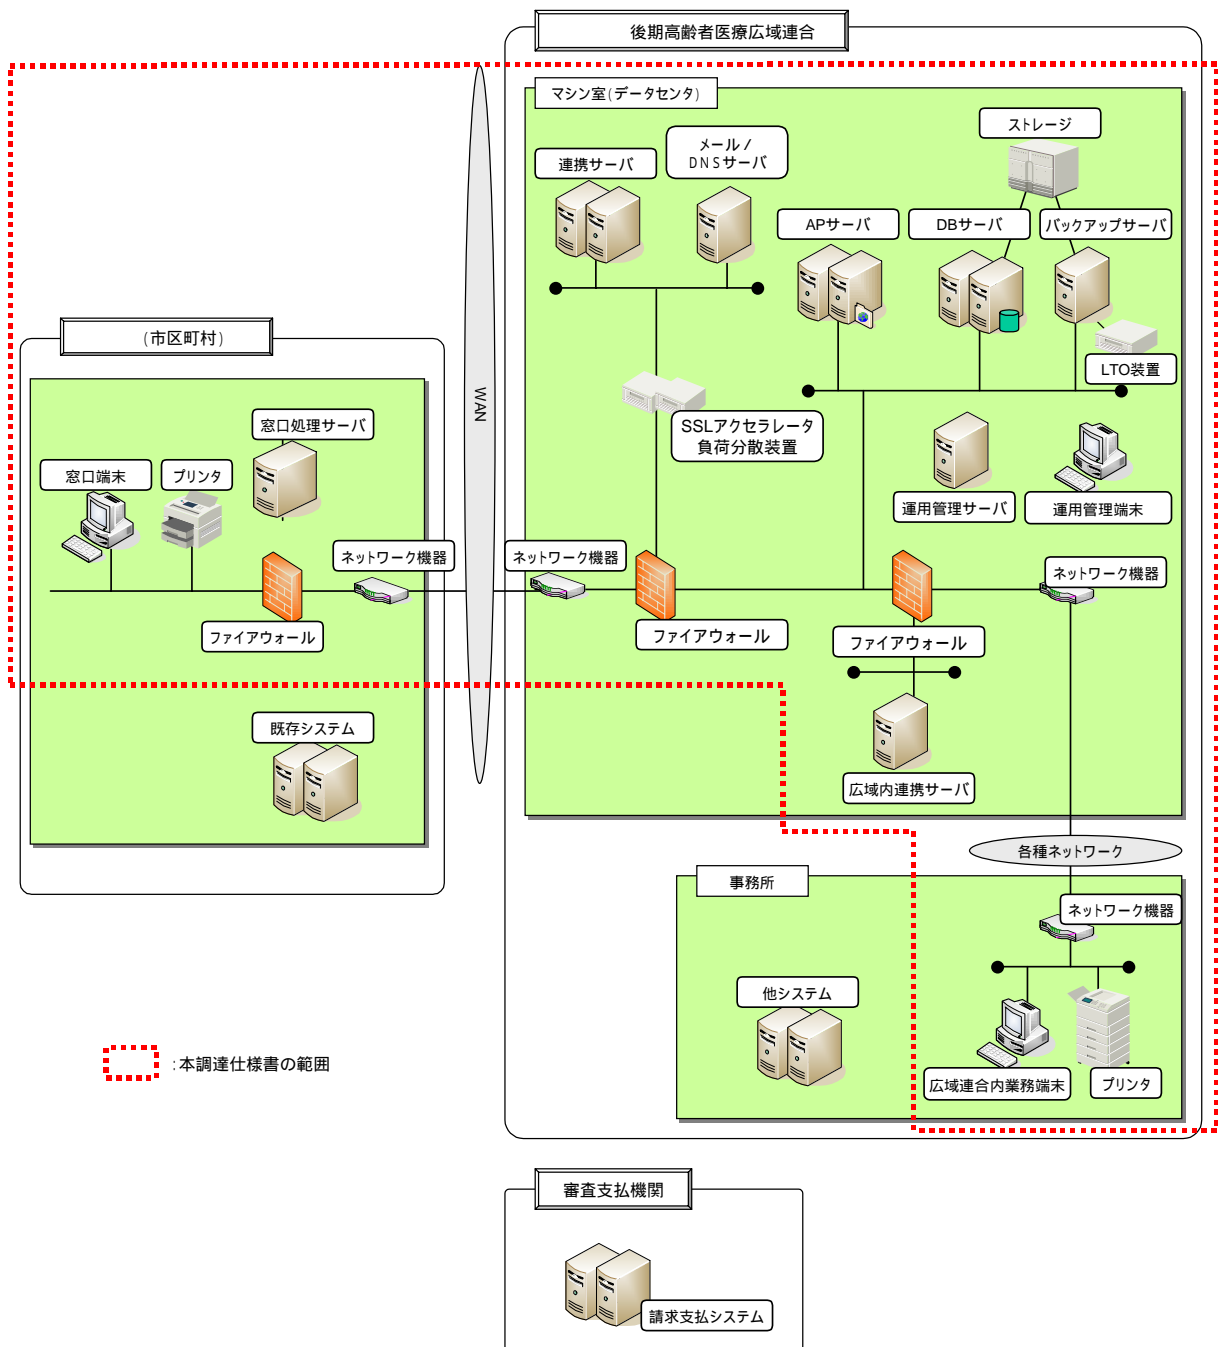 後期高齢者医療広域連合
マシン室(データセンタ)
ストレージ
メール /
DNSサーバ
連携サーバ
APサーバ
DBサーバ
バックアップサーバ
(市区町村)
LTO装置
WAN
SSLアクセラレータ
負荷分散装置
窓口処理サーバ
窓口端末
プリンタ
運用管理サーバ
運用管理端末
ネットワーク機器
ネットワーク機器
ネットワーク機器
ファイアウォール
ファイアウォール
ファイアウォール
既存システム
広域内連携サーバ
各種ネットワーク
事務所
ネットワーク機器
他システム
:本調達仕様書の範囲
広域連合内業務端末
プリンタ
審査支払機関
請求支払システム